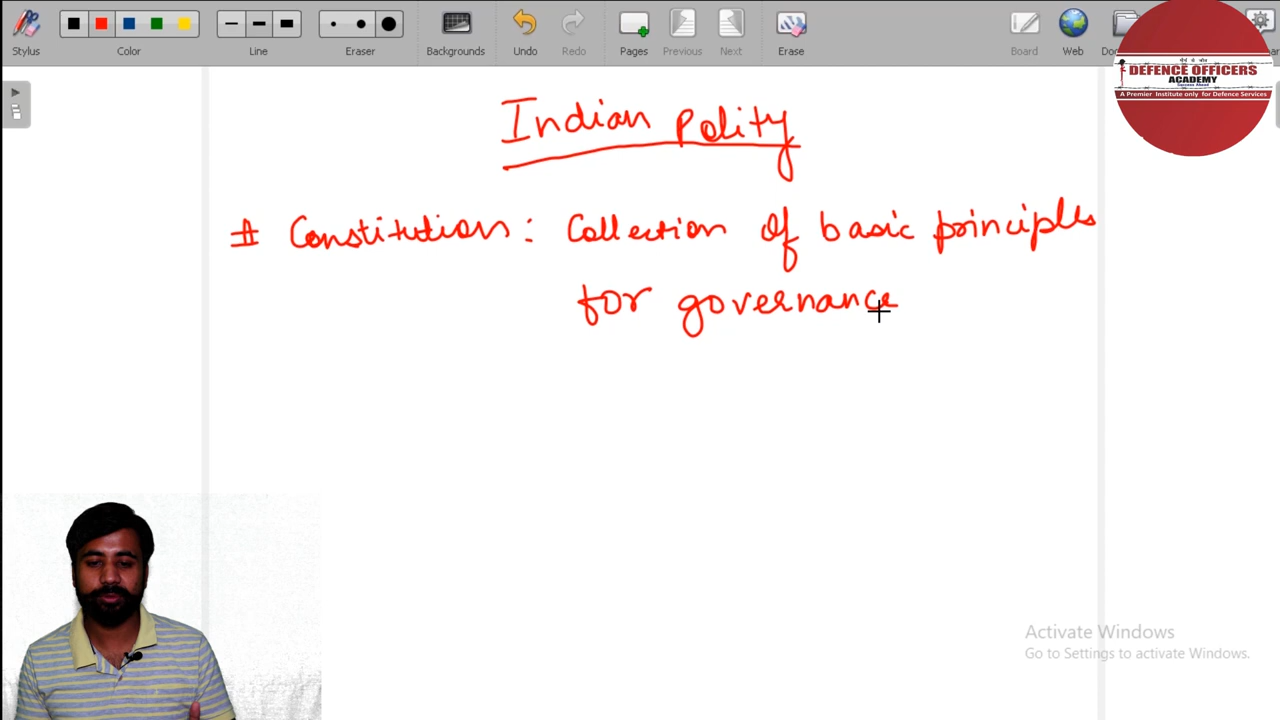 Stylus
Color
Line
Eraser
Backgrounds
Undo
Redo
Pages
Previous
Next
Erase
Board
Web
DEFENCE OFFICERS
ACADEMY
Success Ahead
A Premier Institute only for Defence Services
Indian Polity
# Constitution: Collection of basic principles
for governance
Activate Windows
Go to Settings to activate Windows.